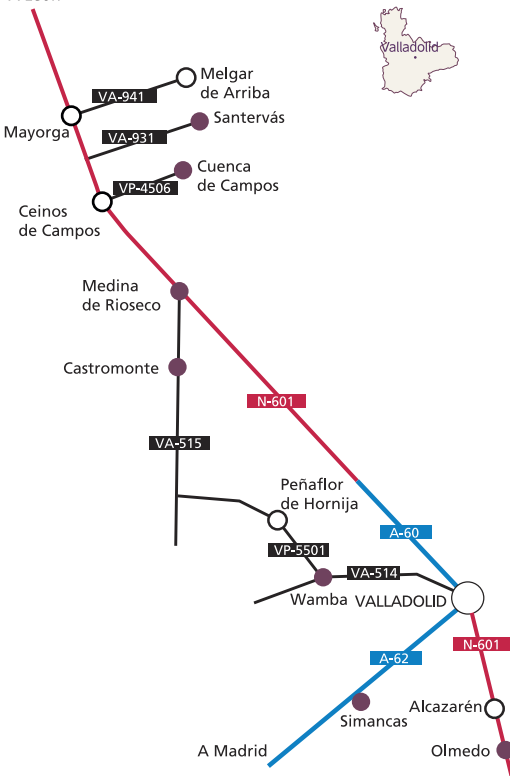 Valladolid
Melgar
de Arriba
VA-941
Santervás
Mayorga
VA-931
Cuenca
de Campos
VP-4506
Ceinos
de Campos
Medina
de Rioseco
Castromonte
N-601
VA-515
Peñaflor
de Hornija
A-60
VP-5501
VA-514
Wamba
VALLADOLID
N-601
A-62
Alcazarén
Simancas
A Madrid
Olmedo